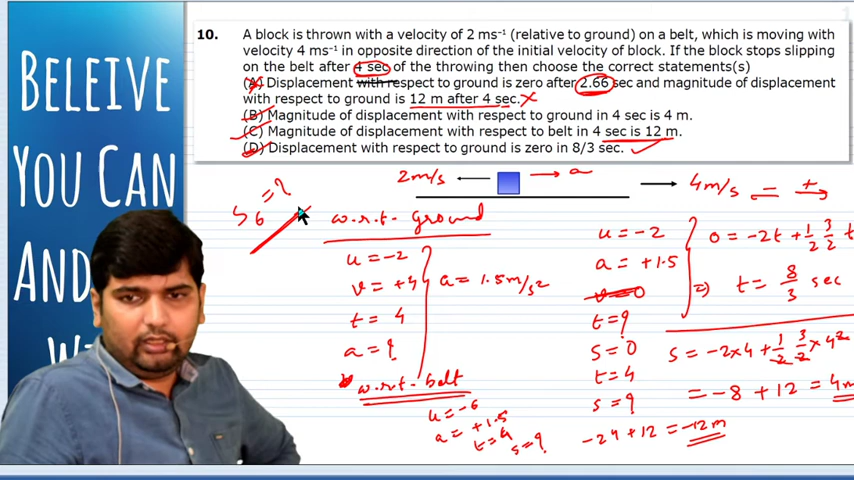 BELEIVE
YOU CAN
AND
10. A block is thrown with a velocity of 2 ms⁻¹ (relative to ground) on a belt, which is moving with
velocity 4 ms⁻¹ in opposite direction of the initial velocity of block. If the block stops slipping
on the belt after 4 sec of the throwing then choose the correct statements(s)
(A) Displacement with respect to ground is zero after 2.66 sec and magnitude of displacement
with respect to ground is 12 m after 4 sec.
(B) Magnitude of displacement with respect to ground in 4 sec is 4 m.
(C) Magnitude of displacement with respect to belt in 4 sec is 12 m.
(D) Displacement with respect to ground is zero in 8/3 sec.
2m/s ← → a → 4m/s
S₆ = ?
w.r.t. ground
u = -2
v = +4
t = 4
a = ?
a = 1.5m/s²
w.r.t. belt
u = -6
a = +1.5
t = 4
s = ?
-24 + 12 = -12m
u = -2
a = +1.5
v = 0
t = ?
s = 0
t = 4
s = ?
0 = -2t + 1/2 3/2 t
⇒ t = 8/3 sec
s = -2×4 + 1/2 3/2 × 4²
= -8 + 12 = 4m